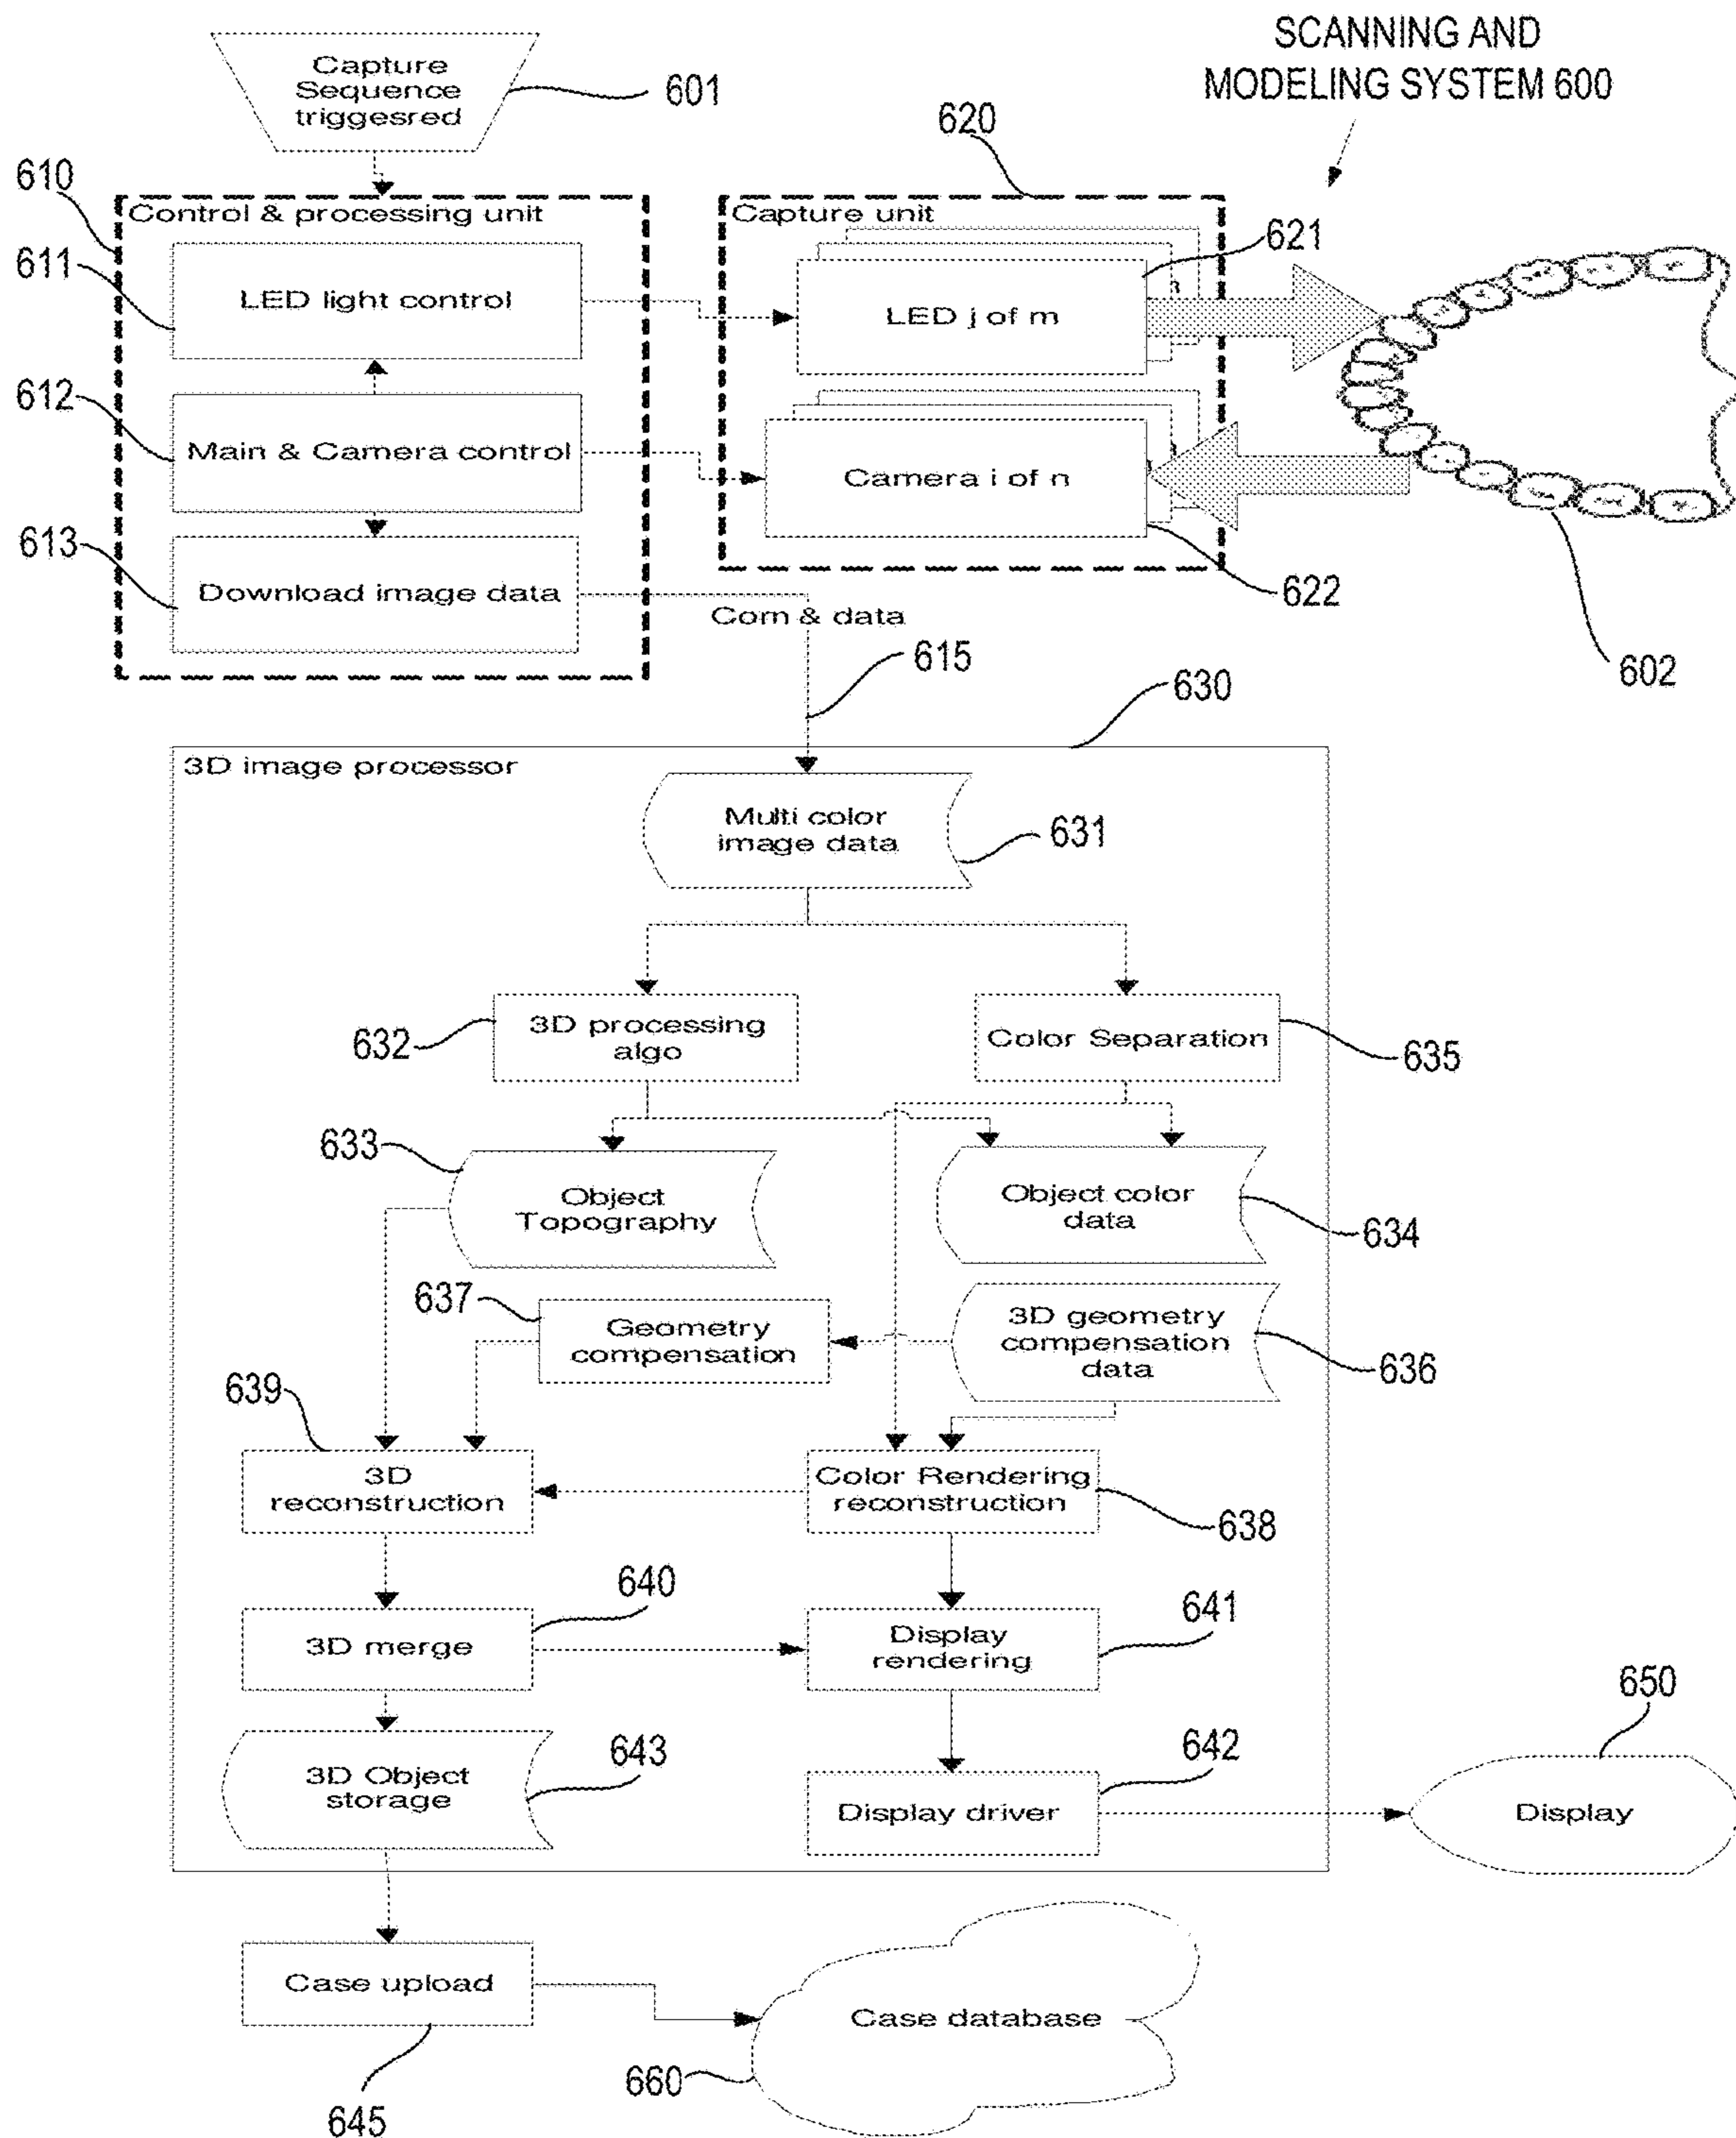 SCANNING AND
MODELING SYSTEM 600
Capture
Sequence
triggesred
601
620
610
Control & processing unit
Capture unit
621
611
LED light control
LED j of m
612
Main & Camera control
Camera i of n
613
Download image data
622
Com & data
615
602
630
3D image processor
Multi color
image data
631
632
3D processing
algo
Color Separation
635
633
Object
Topography
Object color
data
634
637
Geometry
compensation
3D geometry
compensation
data
636
639
3D
reconstruction
Color Rendering
reconstruction
638
640
641
3D merge
Display
rendering
650
643
642
3D Object
storage
Display driver
Display
Case upload
Case database
660
645